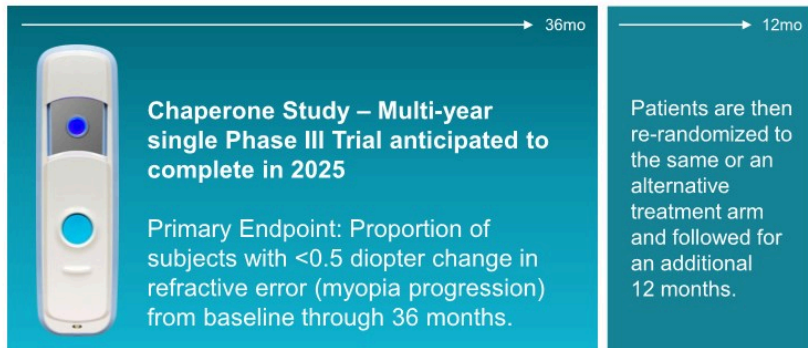 36mo
Chaperone Study – Multi-year
single Phase III Trial anticipated to
complete in 2025
Primary Endpoint: Proportion of
subjects with <0.5 diopter change in
refractive error (myopia progression)
from baseline through 36 months.
12mo
Patients are then
re-randomized to
the same or an
alternative
treatment arm
and followed for
an additional
12 months.